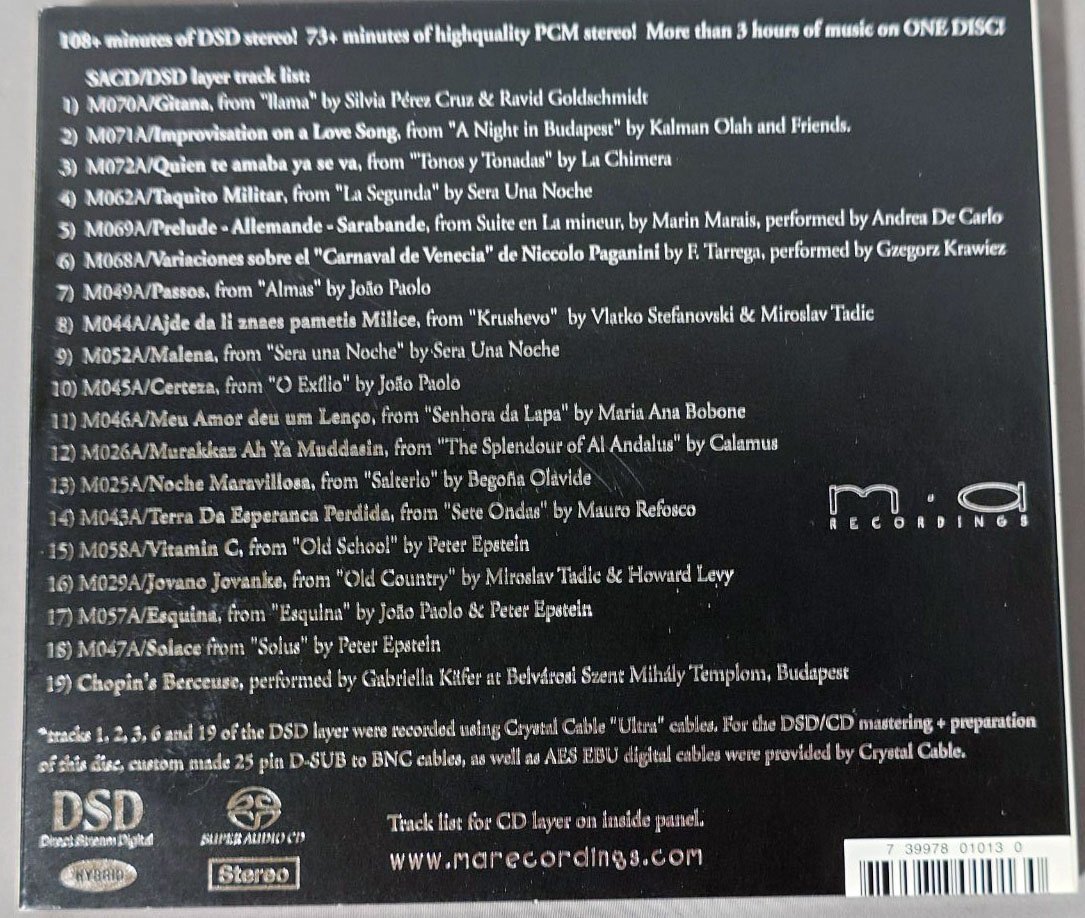 108+ minutes of DSD stereo! 73+ minutes of highquality PCM stereo! More than 3 hours of music on ONE DISC!
SACD/DSD layer track list:
1) M070A/Gitana, from "llama" by Silvia Pérez Cruz & Ravid Goldschmidt
2) M071A/Improvisation on a Love Song, from "A Night in Budapest" by Kalman Olah and Friends.
3) M072A/Quien te amaba ya se va, from "Tonos y Tonadas" by La Chimera
4) M062A/Taquito Militar, from "La Segunda" by Sera Una Noche
5) M069A/Prelude - Allemande - Sarabande, from Suite en La mineur, by Marin Marais, performed by Andrea De Carlo
6) M068A/Variaciones sobre el "Carnaval de Venecia" de Niccolo Paganini by F. Tarrega, performed by Gzegorz Krawiez
7) M049A/Passos, from "Almas" by João Paolo
8) M044A/Ajde da li znaes pametis Milice, from "Krushevo" by Vlatko Stefanovski & Miroslav Tadic
9) M052A/Malena, from "Sera una Noche" by Sera Una Noche
10) M045A/Certeza, from "O Exílio" by João Paolo
11) M046A/Meu Amor deu um Lenço, from "Senhora da Lapa" by Maria Ana Bobone
12) M026A/Murakkaz Ah Ya Muddasin, from "The Splendour of Al Andalus" by Calamus
13) M025A/Noche Maravillosa, from "Salterio" by Begoña Olavide
14) M043A/Terra Da Esperanca Perdida, from "Sete Ondas" by Mauro Refosco
15) M058A/Vitamin C, from "Old School" by Peter Epstein
16) M029A/Jovano Jovanke, from "Old Country" by Miroslav Tadic & Howard Levy
17) M057A/Esquina, from "Esquina" by João Paolo & Peter Epstein
18) M047A/Solace from "Solus" by Peter Epstein
19) Chopin's Berceuse, performed by Gabriella Käfer at Belvárosi Szent Mihály Templom, Budapest
m·a
RECORDINGS
*tracks 1, 2, 3, 6 and 19 of the DSD layer were recorded using Crystal Cable "Ultra" cables. For the DSD/CD mastering + preparation
of this disc, custom made 25 pin D-SUB to BNC cables, as well as AES EBU digital cables were provided by Crystal Cable.
DSD
Direct Stream Digital
HYBRID
SUPER AUDIO CD
Stereo
Track list for CD layer on inside panel.
www.marecordings.com
7 39978 01013 0